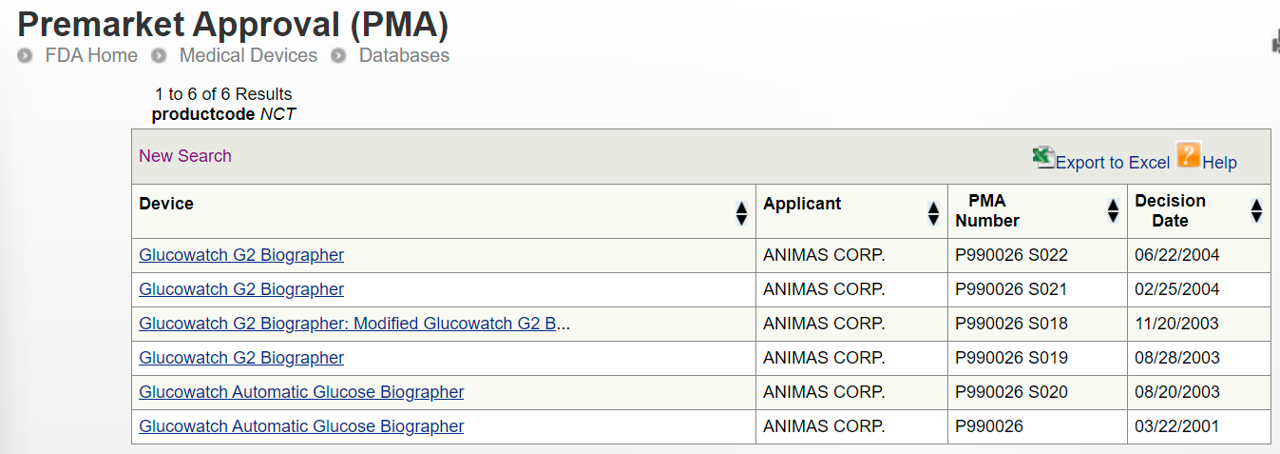 Premarket Approval (PMA)
FDA Home Medical Devices Databases
1 to 6 of 6 Results
productcode NCT
New Search Export to Excel ? Help
Device Applicant PMA Number Decision Date
Glucowatch G2 Biographer ANIMAS CORP. P990026 S022 06/22/2004
Glucowatch G2 Biographer ANIMAS CORP. P990026 S021 02/25/2004
Glucowatch G2 Biographer: Modified Glucowatch G2 B... ANIMAS CORP. P990026 S018 11/20/2003
Glucowatch G2 Biographer ANIMAS CORP. P990026 S019 08/28/2003
Glucowatch Automatic Glucose Biographer ANIMAS CORP. P990026 S020 08/20/2003
Glucowatch Automatic Glucose Biographer ANIMAS CORP. P990026 03/22/2001